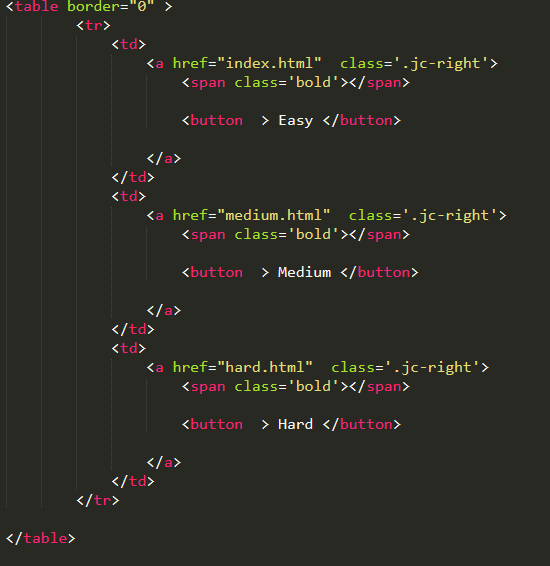 <table border="0" >
<tr>
<td>
<a href="index.html"  class='.jc-right'>
<span class='bold'></span>
<button  > Easy </button>
</a>
</td>
<td>
<a href="medium.html"  class='.jc-right'>
<span class='bold'></span>
<button  > Medium </button>
</a>
</td>
<td>
<a href="hard.html"  class='.jc-right'>
<span class='bold'></span>
<button  > Hard </button>
</a>
</td>
</tr>
</table>